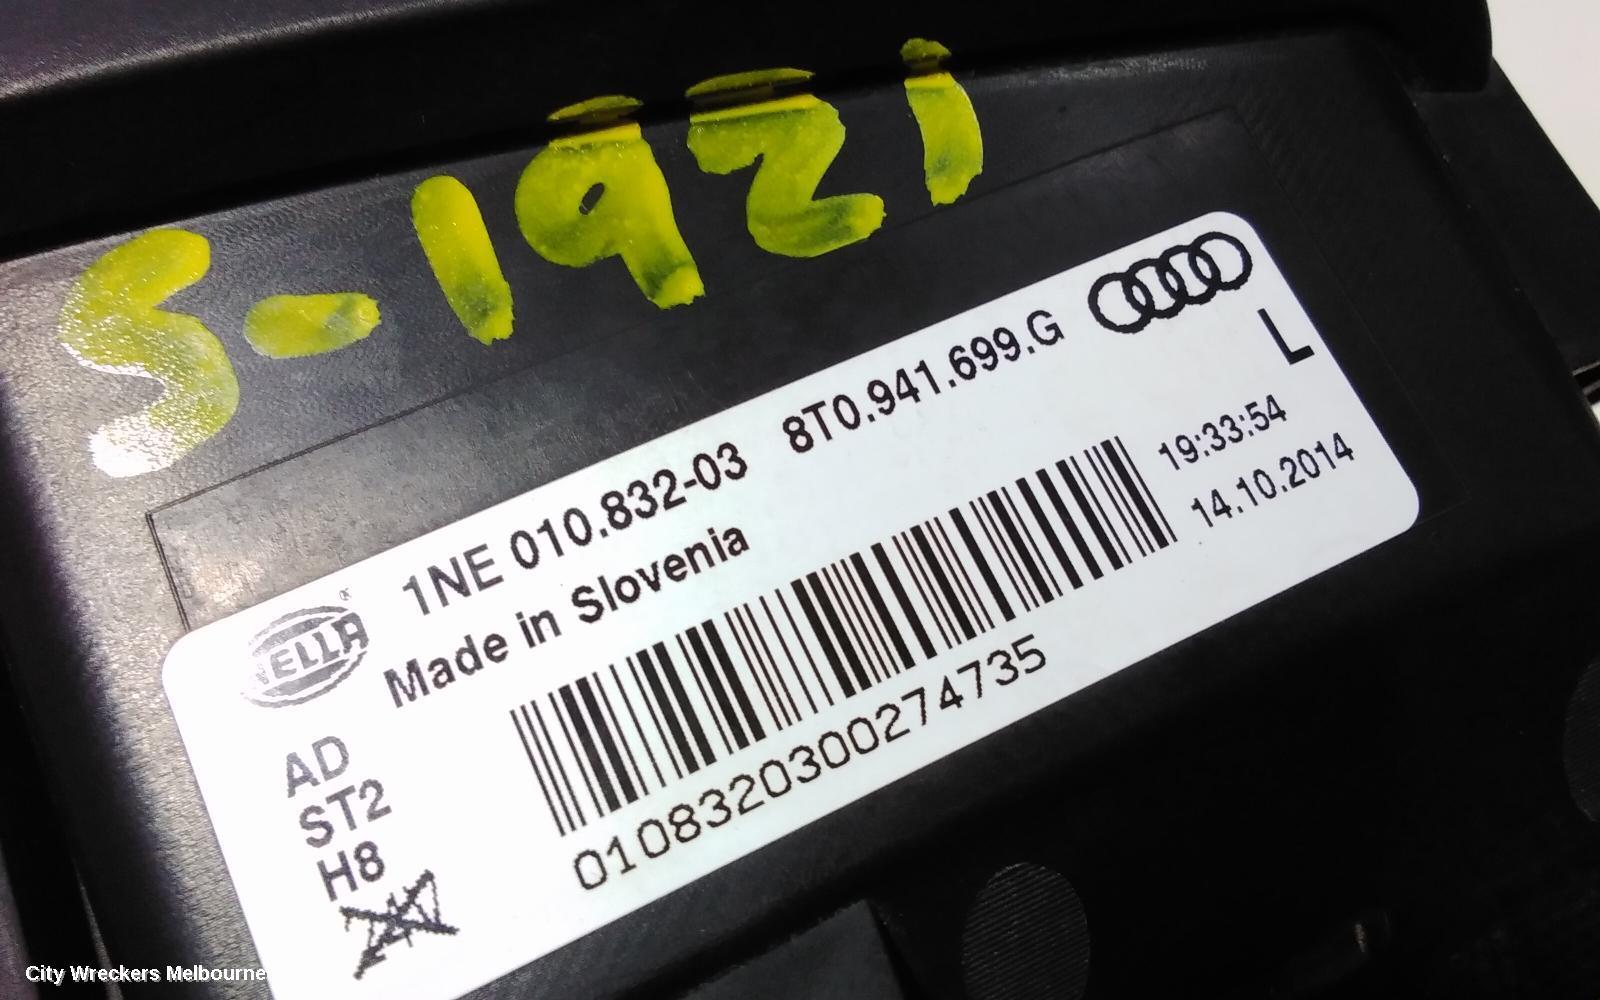 S-1921
L
1NE 010.832-03 8T0.941.699.G
Made in Slovenia
HELLA®
19:33:54
14.10.2014
AD
ST2
H8
0108320300274735
City Wreckers Melbourne